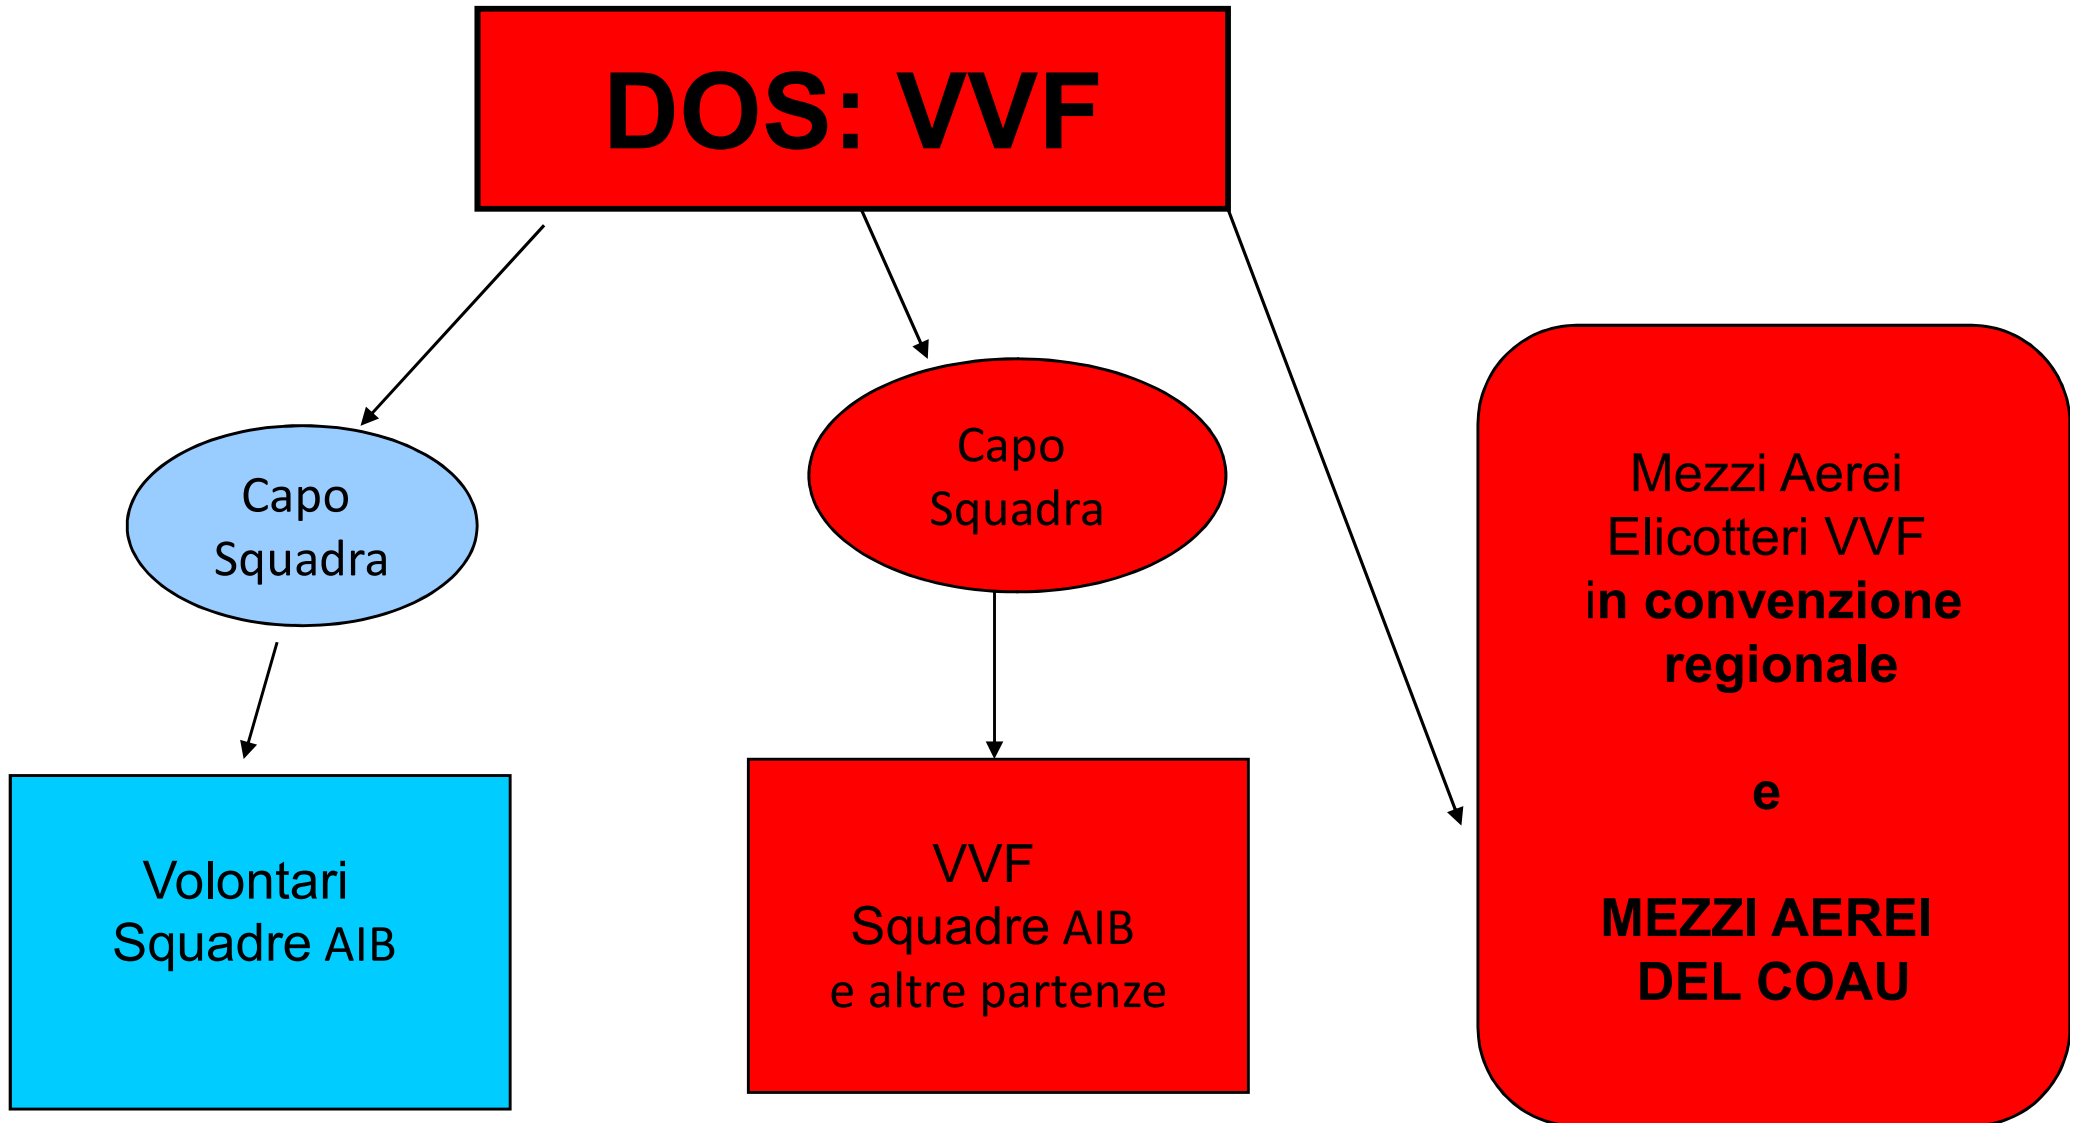 DOS: VVF
Capo
Squadra
Capo
Squadra
Volontari
Squadre AIB
VVF
Squadre AIB
e altre partenze
Mezzi Aerei
Elicotteri VVF
in convenzione
regionale
e
MEZZI AEREI
DEL COAU